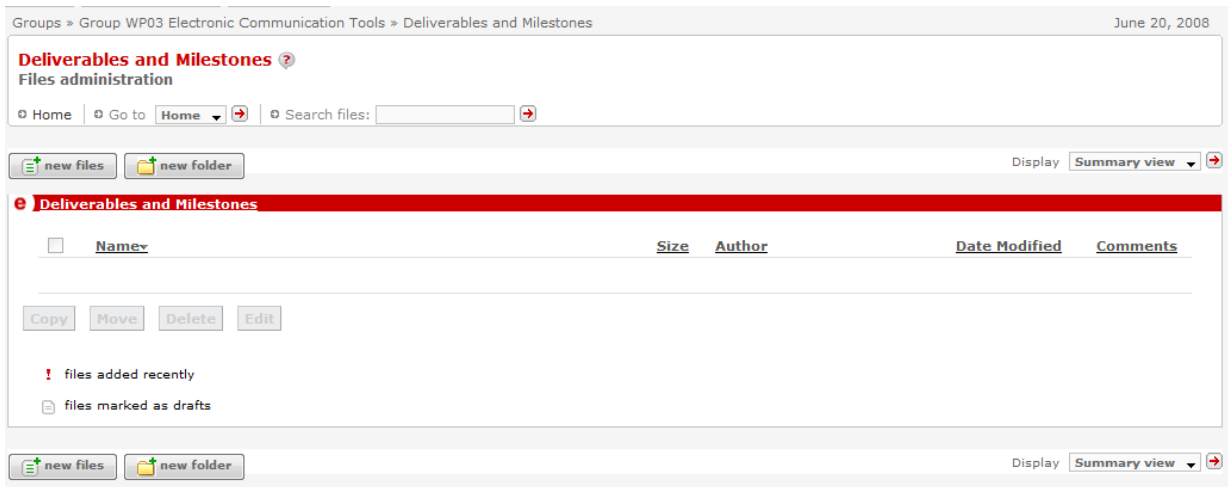 Groups » Group WP03 Electronic Communication Tools » Deliverables and Milestones June 20, 2008
Deliverables and Milestones ?
Files administration
Home Go to Home Search files:
new files new folder Display Summary view
e Deliverables and Milestones
Name Size Author Date Modified Comments
Copy Move Delete Edit
! files added recently
files marked as drafts
new files new folder Display Summary view